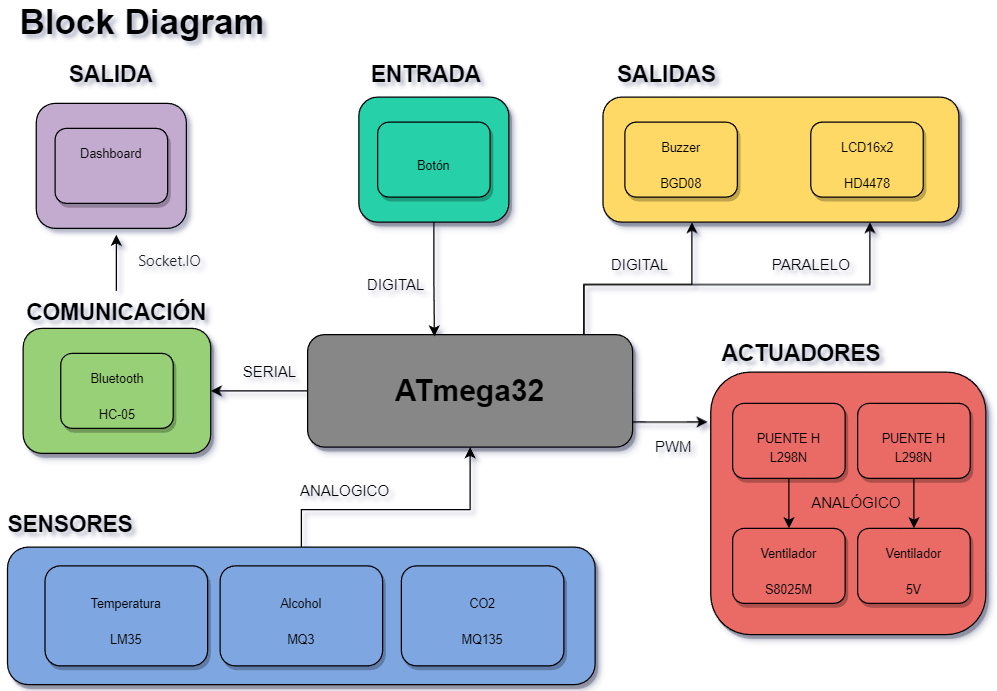 Block Diagram
SALIDA
ENTRADA
SALIDAS
Dashboard
Botón
Buzzer
BGD08
LCD16x2
HD4478
Socket.IO
DIGITAL
DIGITAL
PARALELO
COMUNICACIÓN
Bluetooth
HC-05
SERIAL
ATmega32
PWM
ACTUADORES
PUENTE H
L298N
PUENTE H
L298N
ANALÓGICO
Ventilador
S8025M
Ventilador
5V
ANALOGICO
SENSORES
Temperatura
LM35
Alcohol
MQ3
CO2
MQ135